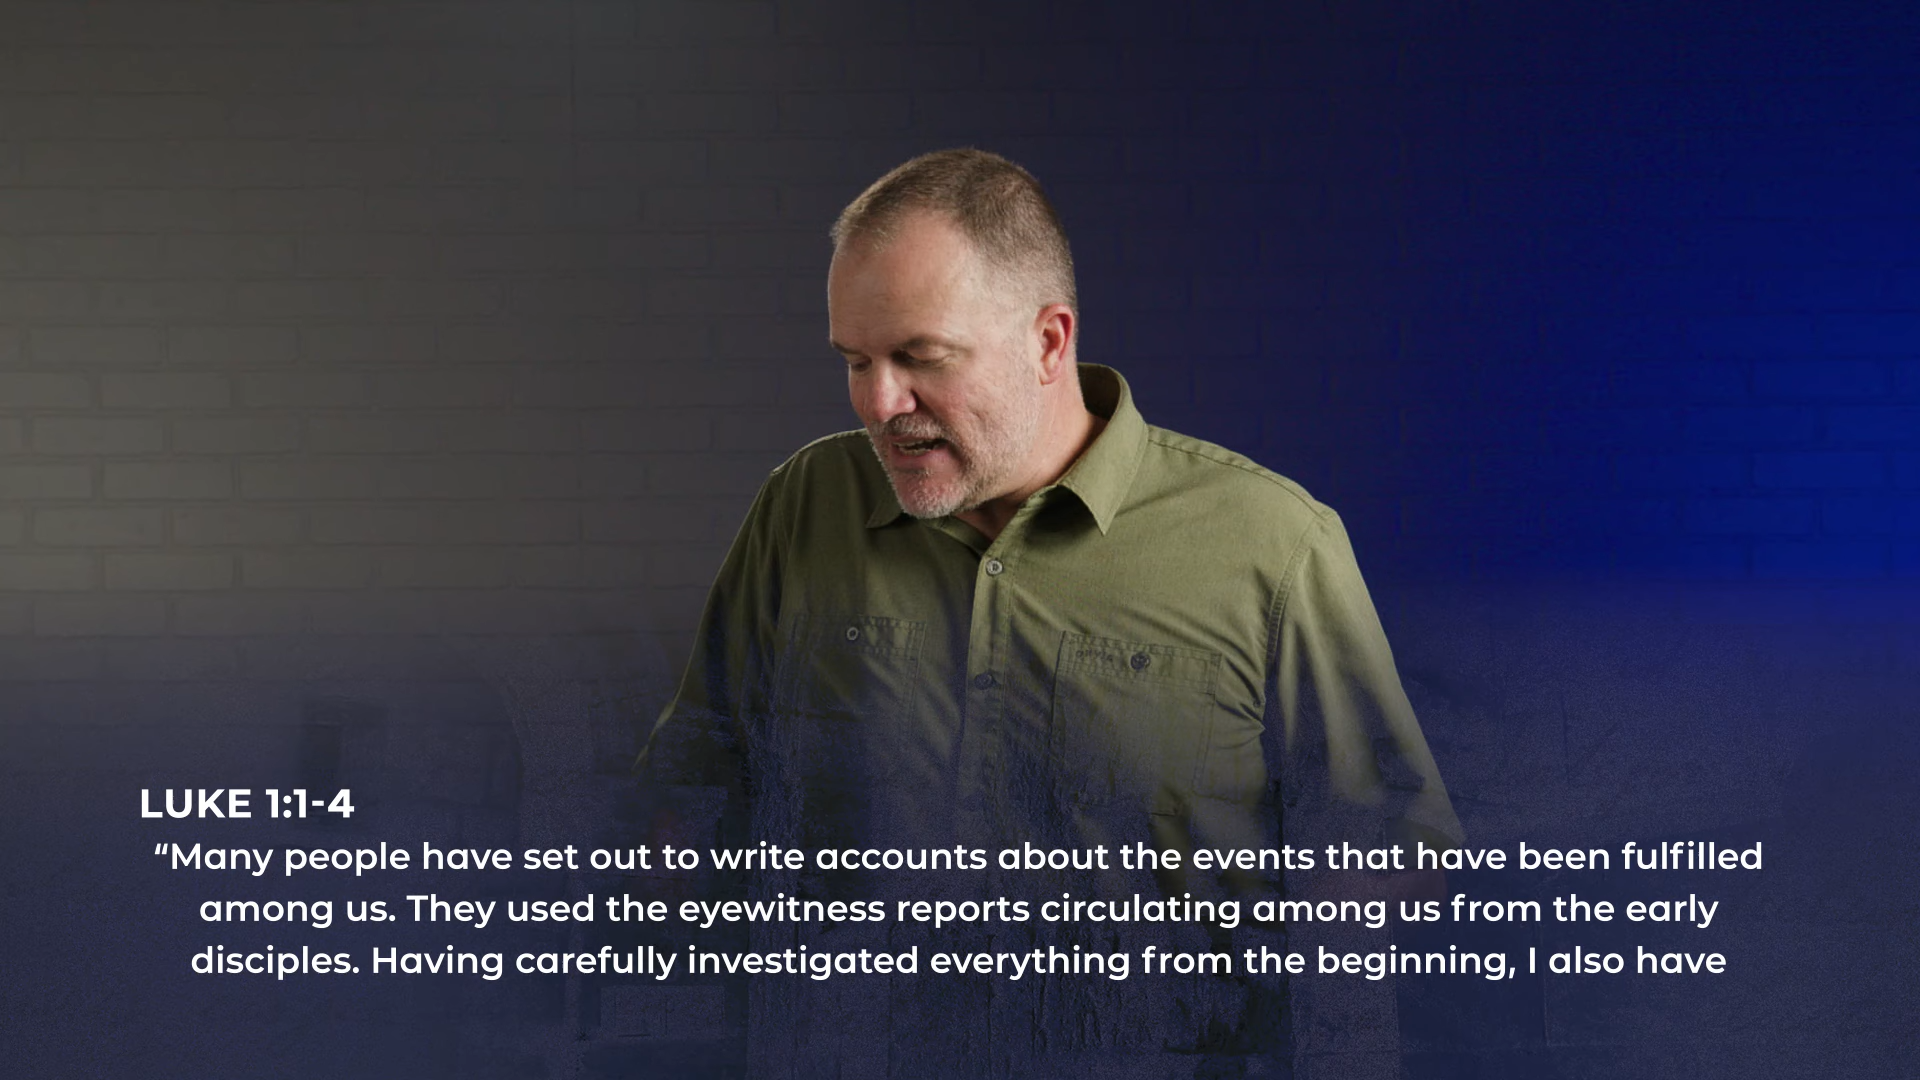 LUKE 1:1-4
“Many people have set out to write accounts about the events that have been fulfilled
among us. They used the eyewitness reports circulating among us from the early
disciples. Having carefully investigated everything from the beginning, I also have